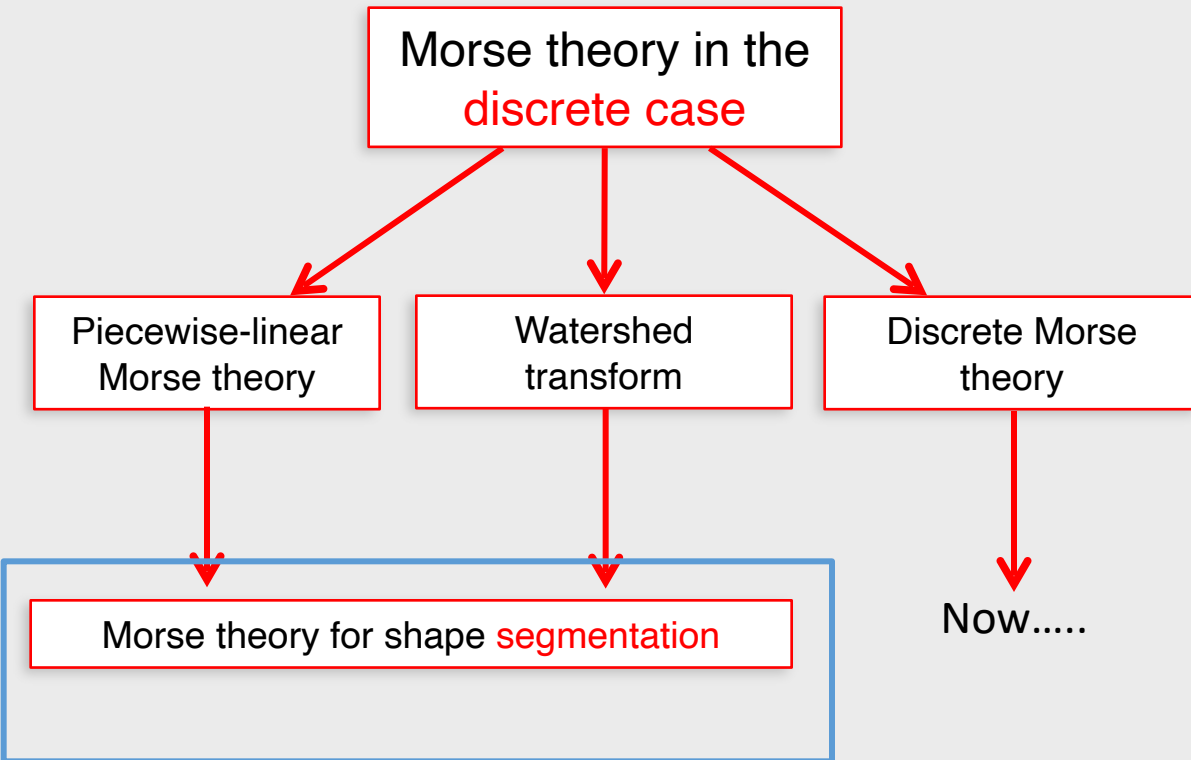 Morse theory in the
discrete case
Piecewise-linear
Morse theory
Watershed
transform
Discrete Morse
theory
Morse theory for shape segmentation
Now.....